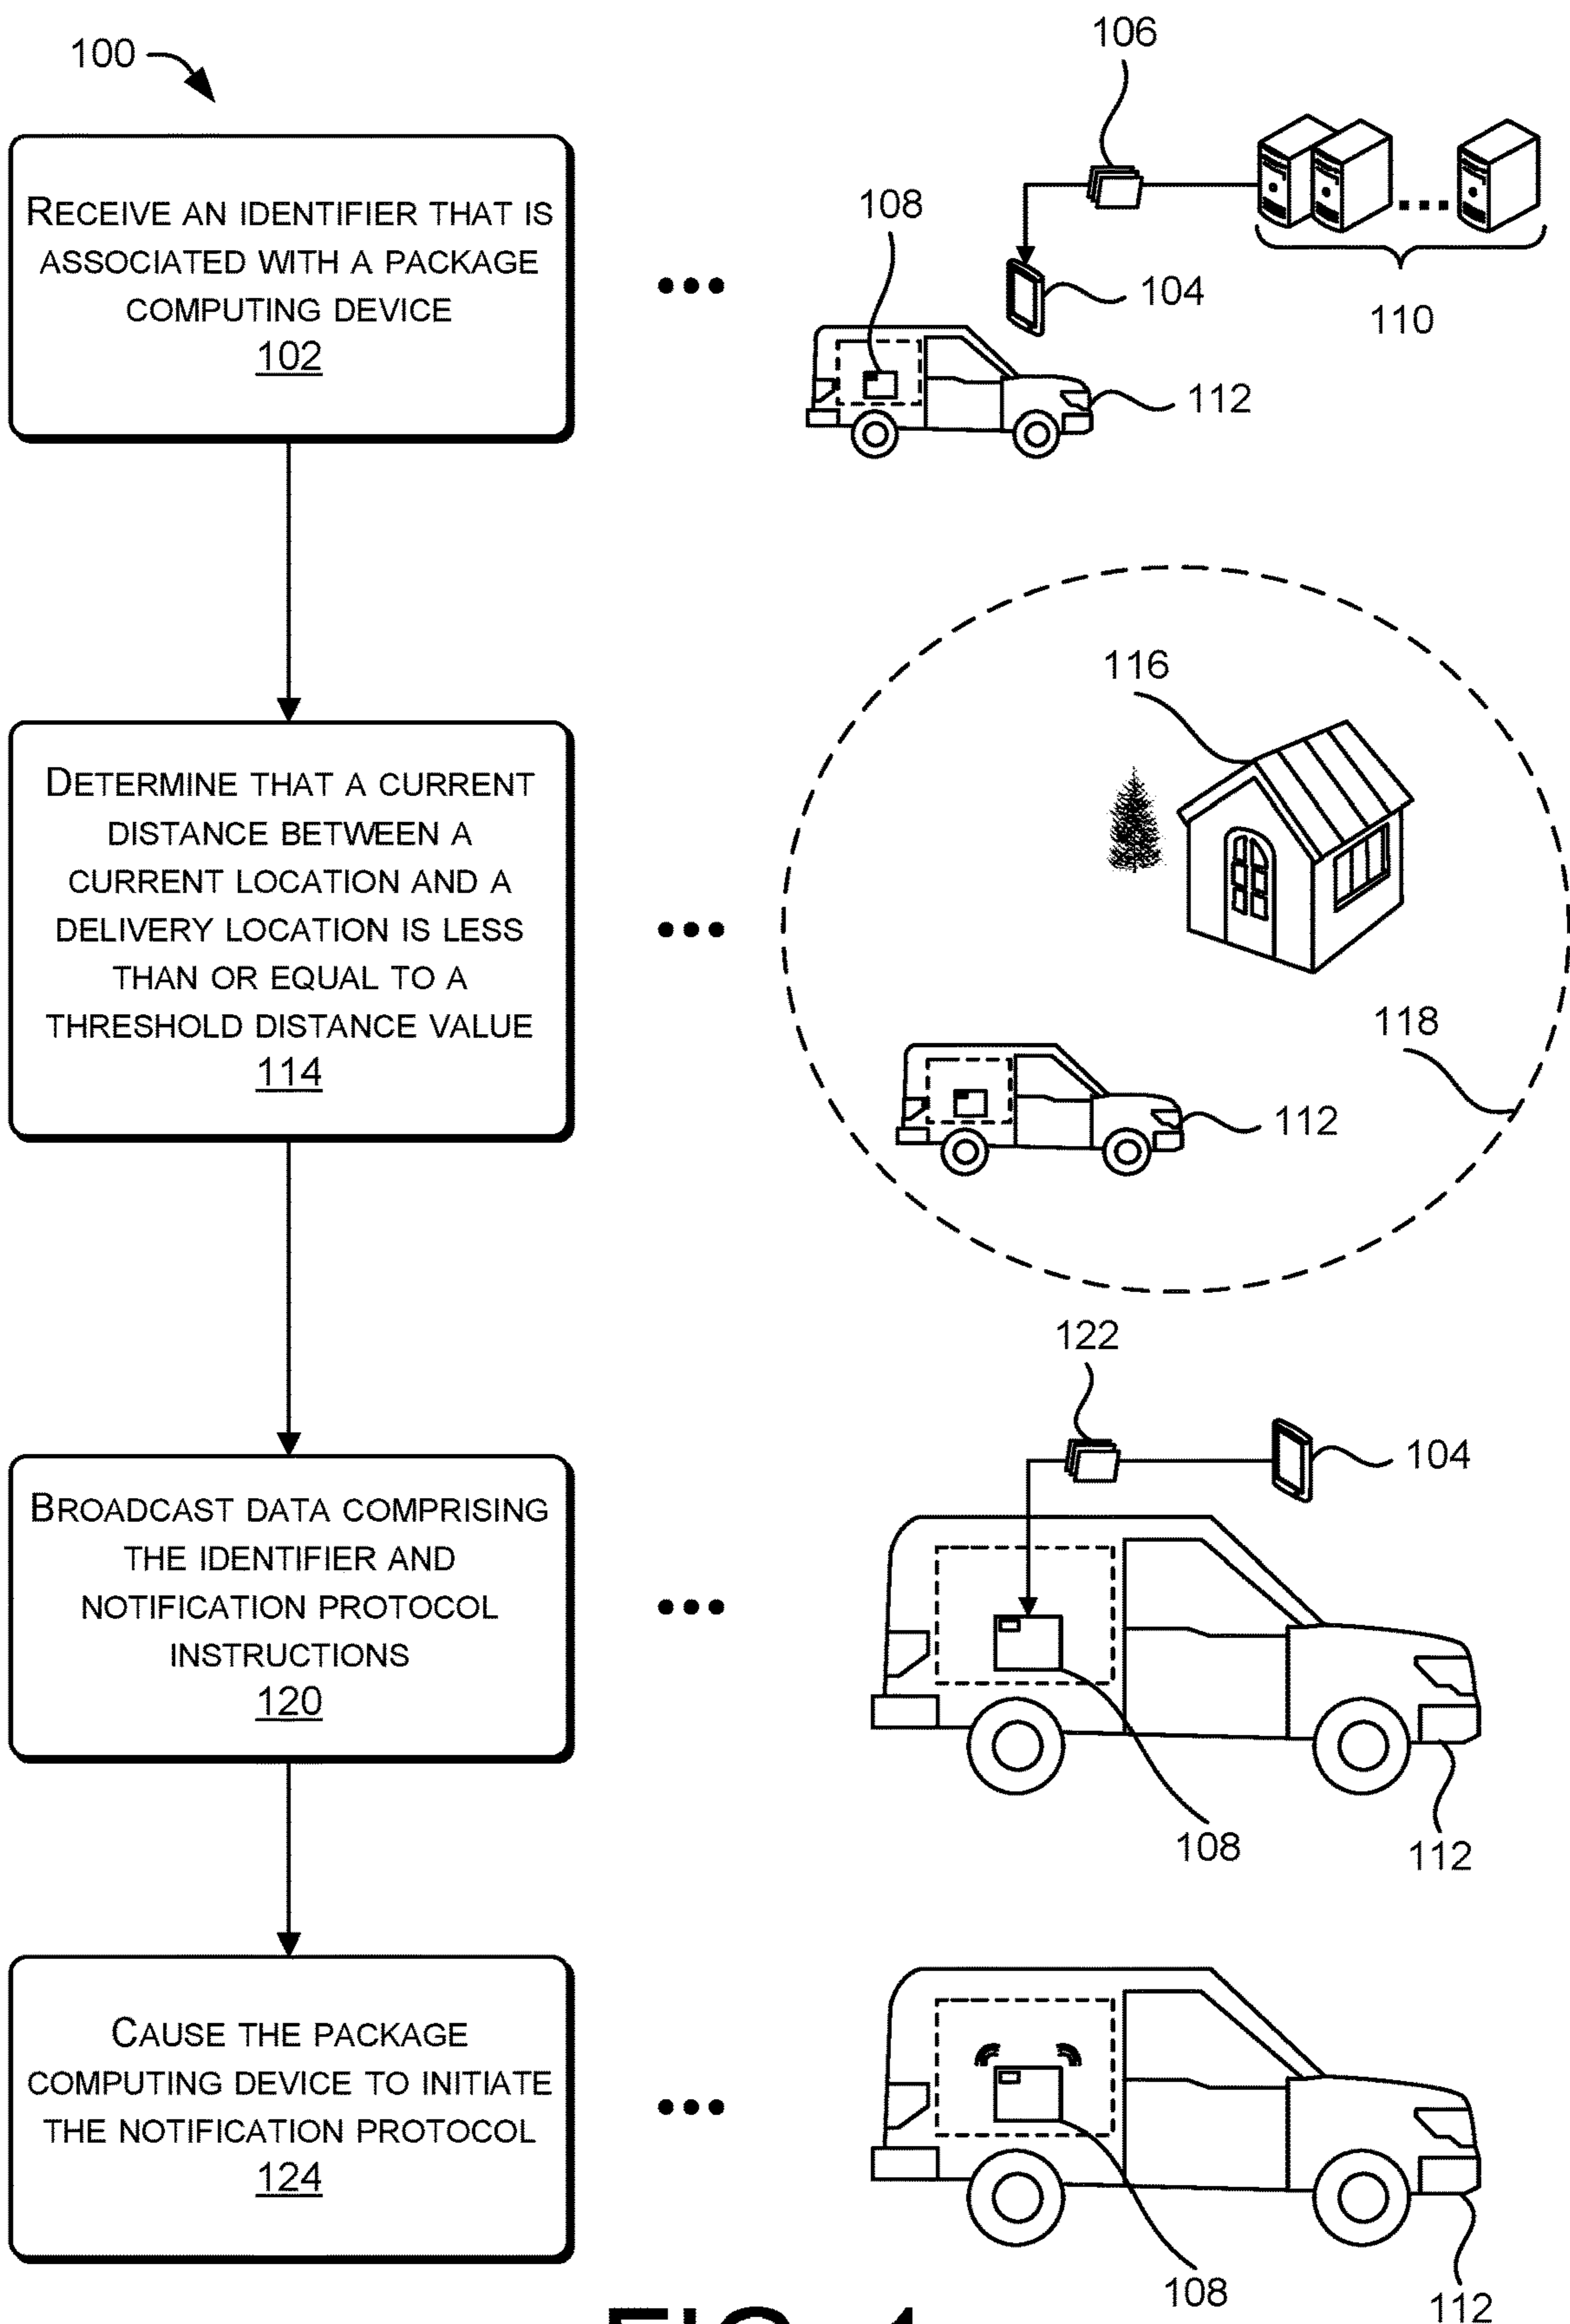 100
106
108
RECEIVE AN IDENTIFIER THAT IS
ASSOCIATED WITH A PACKAGE
COMPUTING DEVICE
102
104
110
112
116
DETERMINE THAT A CURRENT
DISTANCE BETWEEN A
CURRENT LOCATION AND A
DELIVERY LOCATION IS LESS
THAN OR EQUAL TO A
THRESHOLD DISTANCE VALUE
114
118
112
122
104
BROADCAST DATA COMPRISING
THE IDENTIFIER AND
NOTIFICATION PROTOCOL
INSTRUCTIONS
120
108
112
CAUSE THE PACKAGE
COMPUTING DEVICE TO INITIATE
THE NOTIFICATION PROTOCOL
124
108
112
FIG. 1